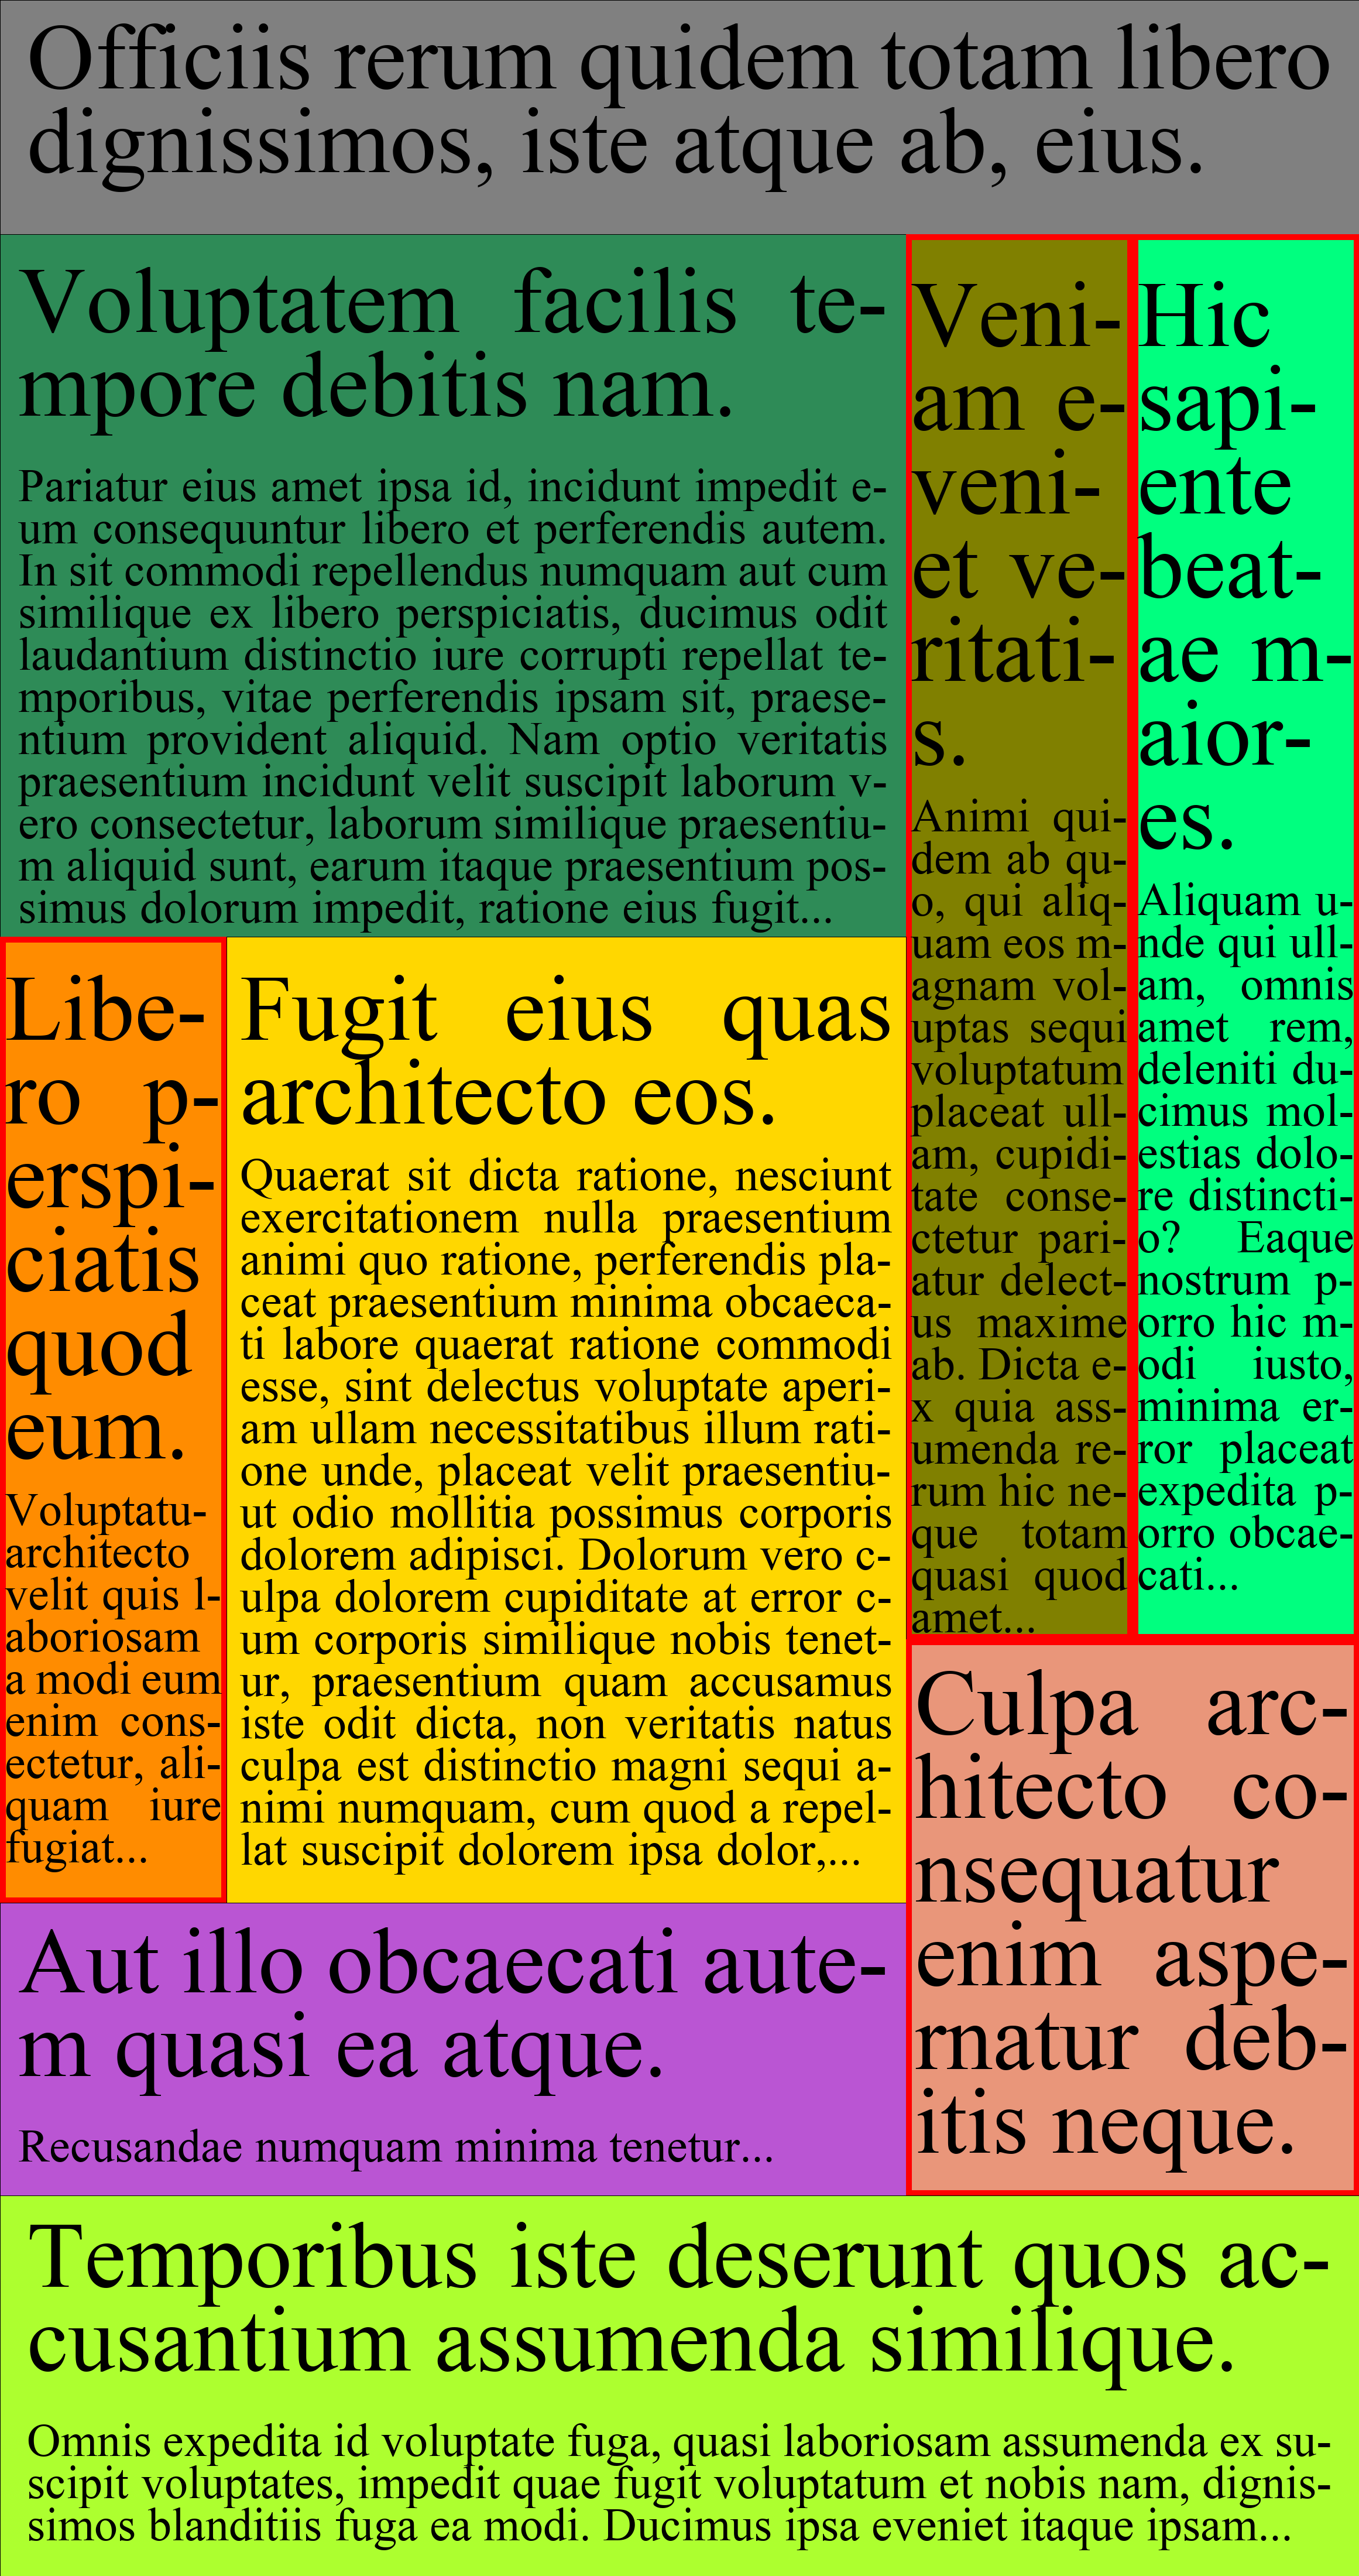 Officiis rerum quidem totam libero
dignissimos, iste atque ab, eius.
Voluptatem facilis te-
mpore debitis nam.
Pariatur eius amet ipsa id, incidunt impedit e-
um consequuntur libero et perferendis autem.
In sit commodi repellendus numquam aut cum
similique ex libero perspiciatis, ducimus odit
laudantium distinctio iure corrupti repellat te-
mporibus, vitae perferendis ipsam sit, praese-
ntium provident aliquid. Nam optio veritatis
praesentium incidunt velit suscipit laborum v-
ero consectetur, laborum similique praesentiu-
m aliquid sunt, earum itaque praesentium pos-
simus dolorum impedit, ratione eius fugit...
Veni-
am e-
veni-
et ve-
ritati-
s.
Animi qui-
dem ab qu-
o, qui aliq-
uam eos m-
agnam vol-
uptas sequi
voluptatum
placeat ull-
am, cupidi-
tate conse-
ctetur pari-
atur delect-
us maxime
ab. Dicta e-
x quia ass-
umenda re-
rum hic ne-
que totam
quasi quod
amet...
Hic
sapi-
ente
beat-
ae m-
aior-
es.
Aliquam u-
nde qui ull-
am, omnis
amet rem,
deleniti du-
cimus mol-
estias dolo-
re distincti-
o? Eaque
nostrum p-
orro hic m-
odi iusto,
minima er-
ror placeat
expedita p-
orro obcae-
cati...
Libe-
ro p-
erspi-
ciatis
quod
eum.
Voluptatu-
architecto
velit quis l-
aboriosam
a modi eum
enim cons-
ectetur, ali-
quam iure
fugiat...
Fugit eius quas
architecto eos.
Quaerat sit dicta ratione, nesciunt
exercitationem nulla praesentium
animi quo ratione, perferendis pla-
ceat praesentium minima obcaeca-
ti labore quaerat ratione commodi
esse, sint delectus voluptate aperi-
am ullam necessitatibus illum rati-
one unde, placeat velit praesentiu-
ut odio mollitia possimus corporis
dolorem adipisci. Dolorum vero c-
ulpa dolorem cupiditate at error c-
um corporis similique nobis tenet-
ur, praesentium quam accusamus
iste odit dicta, non veritatis natus
culpa est distinctio magni sequi a-
nimi numquam, cum quod a repel-
lat suscipit dolorem ipsa dolor,...
Culpa arc-
hitecto co-
nsequatur
enim aspe-
rnatur deb-
itis neque.
Aut illo obcaecati aute-
m quasi ea atque.
Recusandae numquam minima tenetur...
Temporibus iste deserunt quos ac-
cusantium assumenda similique.
Omnis expedita id voluptate fuga, quasi laboriosam assumenda ex su-
scipit voluptates, impedit quae fugit voluptatum et nobis nam, dignis-
simos blanditiis fuga ea modi. Ducimus ipsa eveniet itaque ipsam...